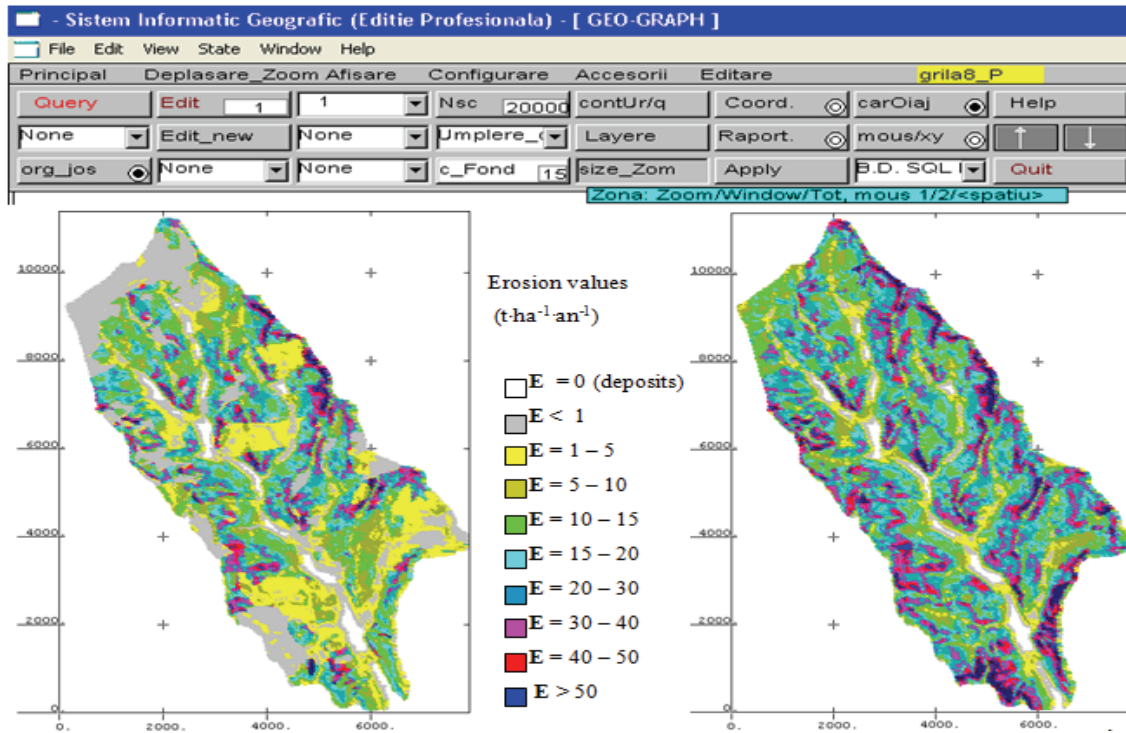 - Sistem Informatic Geografic (Editie Profesionala) - [ GEO-GRAPH ]
File Edit View State Window Help
Principal Deplasare_Zoom Afisare Configurare Accesorii Editare grila8_P
Query Edit 1 1 Nsc 20000 contUr/q Coord. carOiaj Help
None Edit_new None Umplere_ Layere Raport. mous/xy ↑ ↓
org_jos None None c_Fond 15 size_Zom Apply B.D. SQL Quit
Zona: Zoom/Window/Tot, mous 1/2/<spatiu>
10000.
8000.
6000.
4000.
2000.
0.
0. 2000. 4000. 6000.
Erosion values
(t·ha⁻¹·an⁻¹)
E = 0 (deposits)
E < 1
E = 1 – 5
E = 5 – 10
E = 10 – 15
E = 15 – 20
E = 20 – 30
E = 30 – 40
E = 40 – 50
E > 50
10000.
8000.
6000.
4000.
2000.
0.
0. 2000. 4000. 6000.